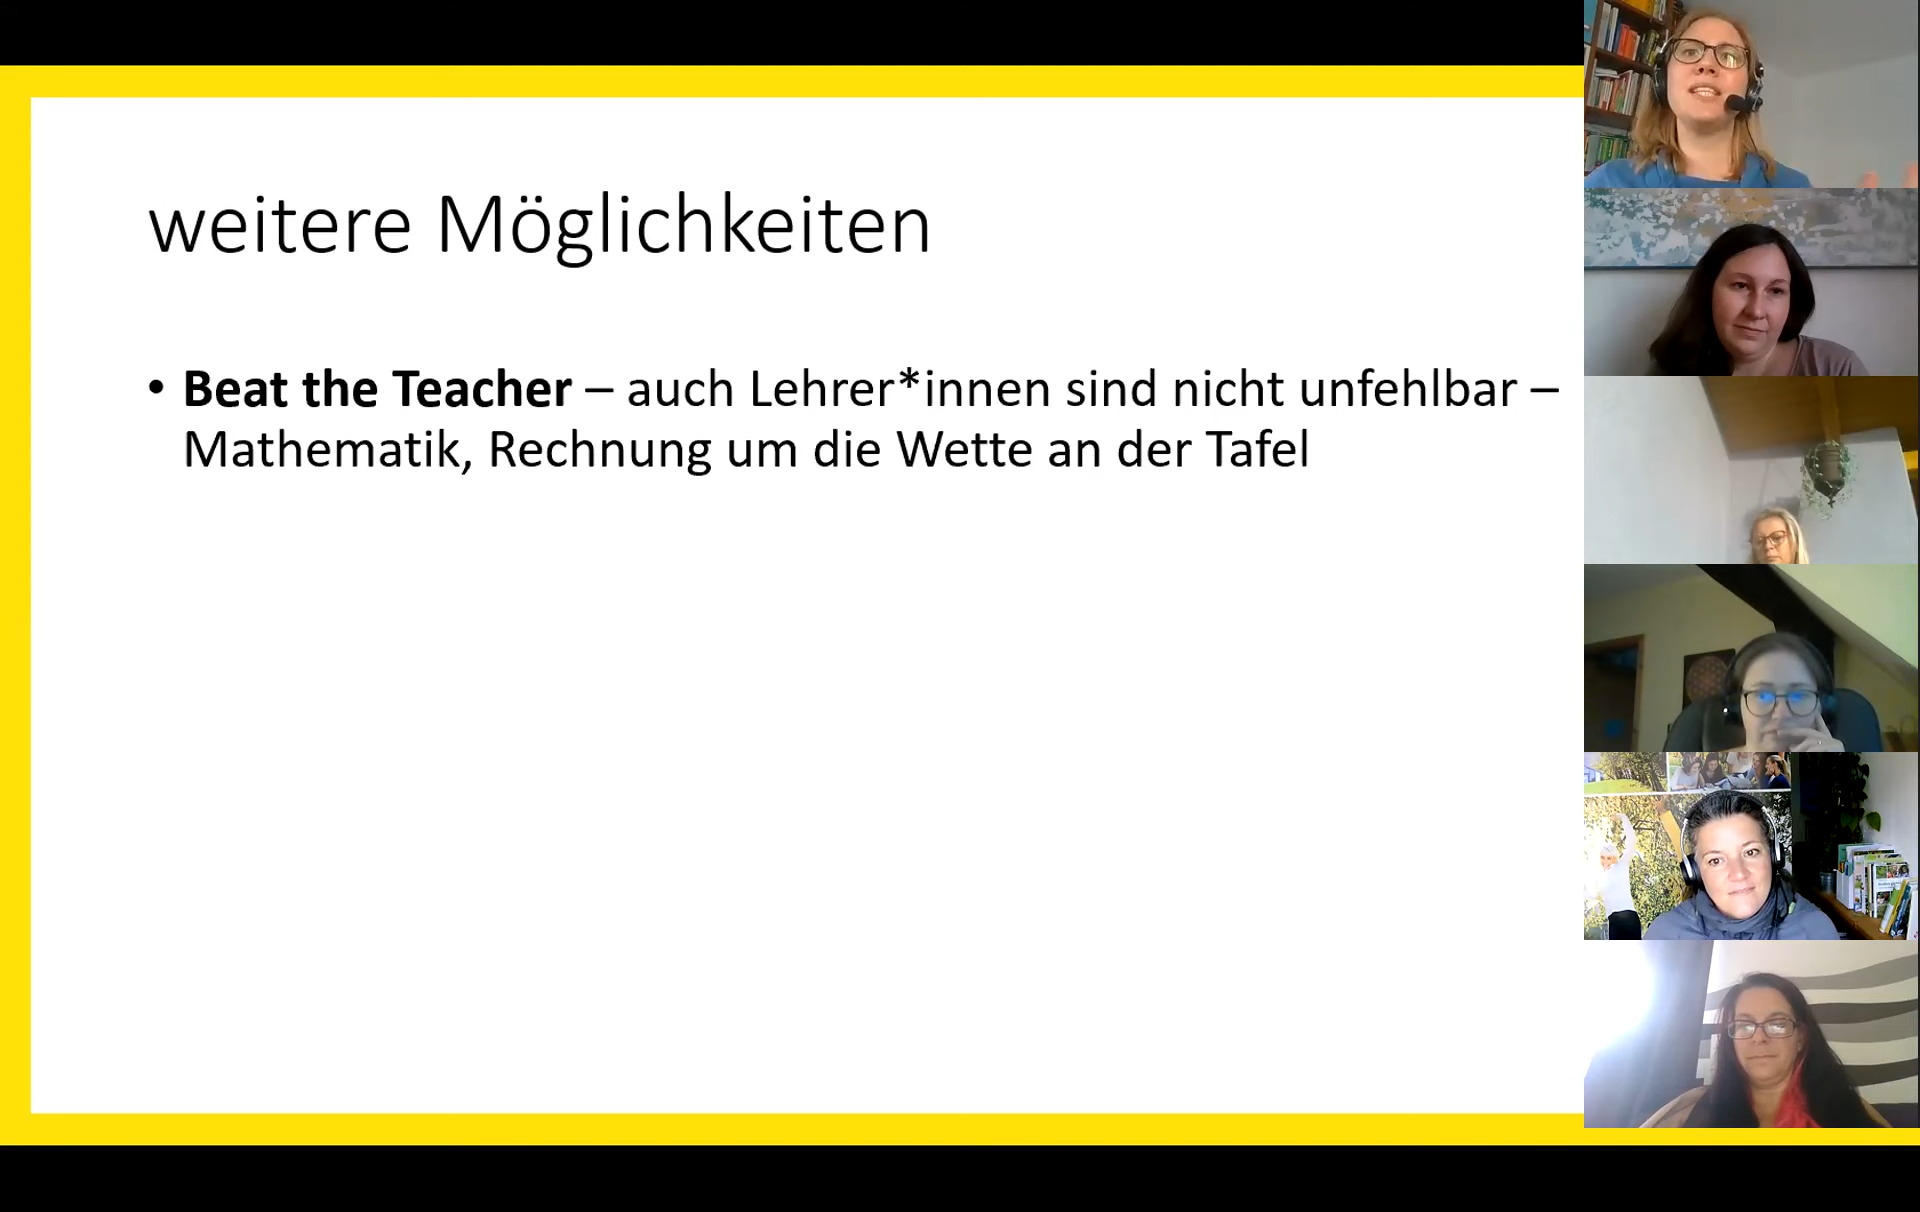 weitere Möglichkeiten
• Beat the Teacher – auch Lehrer*innen sind nicht unfehlbar –
Mathematik, Rechnung um die Wette an der Tafel